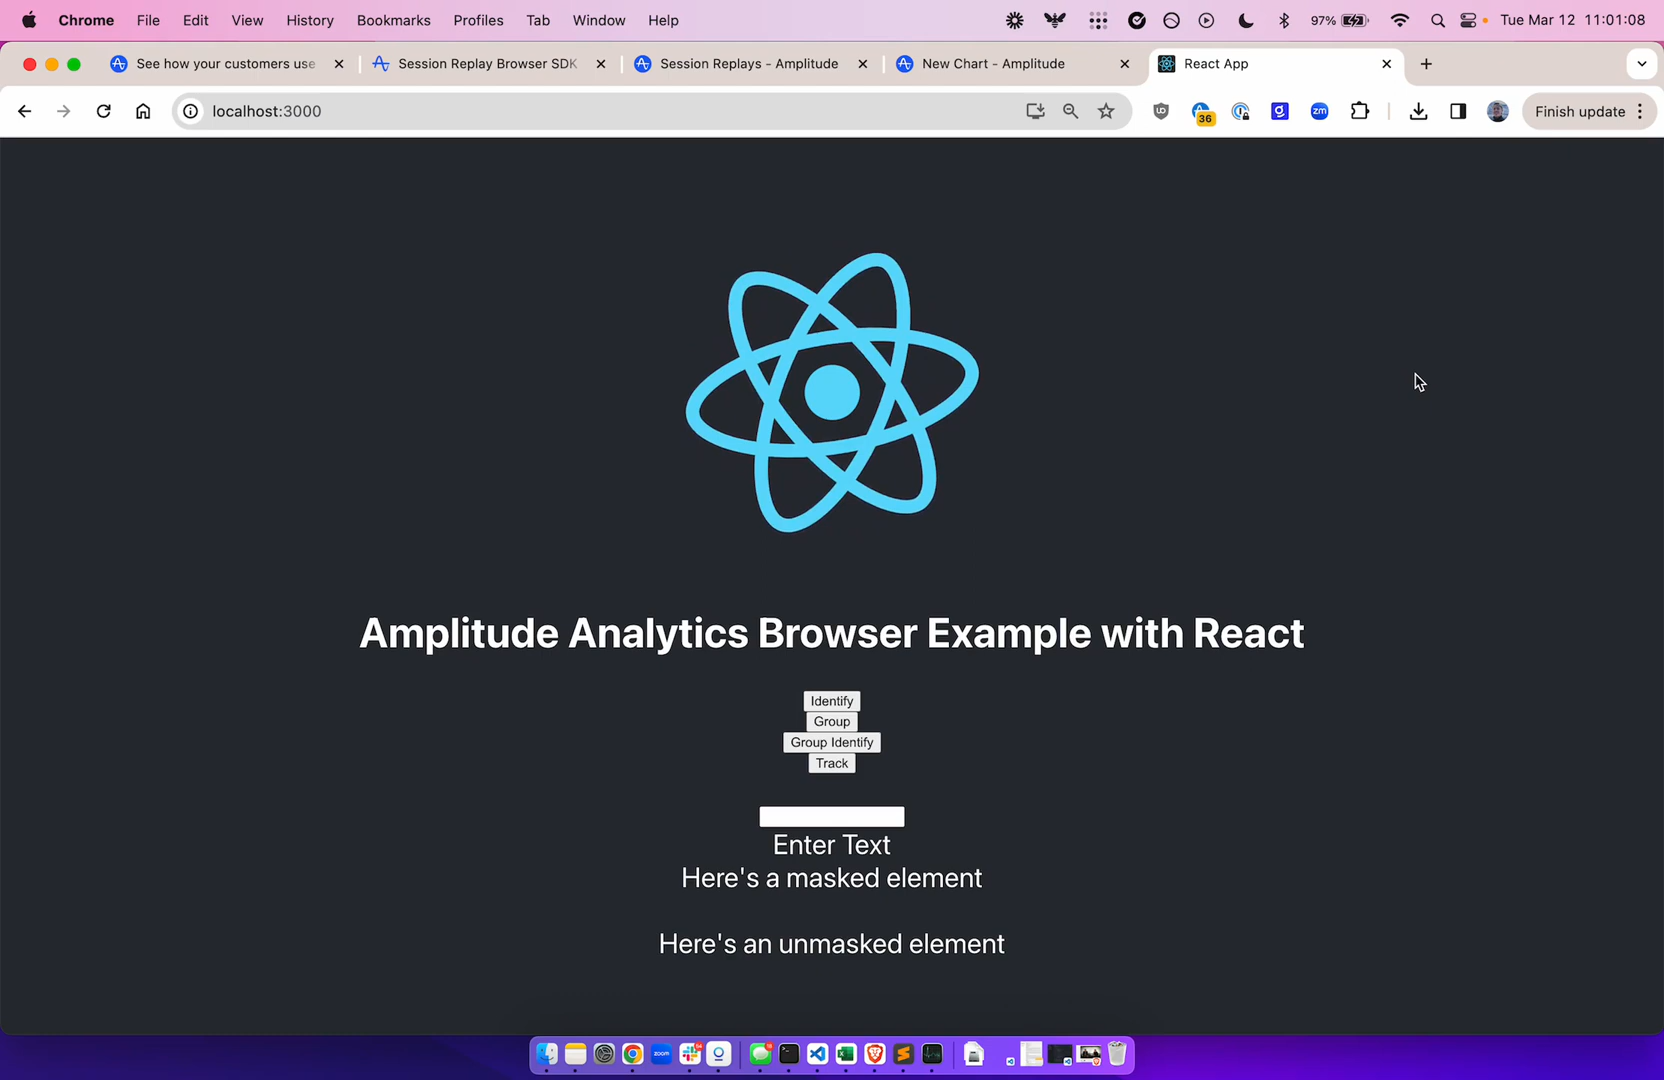 Chrome File Edit View History Bookmarks Profiles Tab Window Help 97% Tue Mar 12 11:01:08
See how your customers use Session Replay Browser SDK Session Replays - Amplitude New Chart - Amplitude React App
localhost:3000 36 zm Finish update
Amplitude Analytics Browser Example with React
Identify
Group
Group Identify
Track
Enter Text
Here's a masked element
Here's an unmasked element
zoom